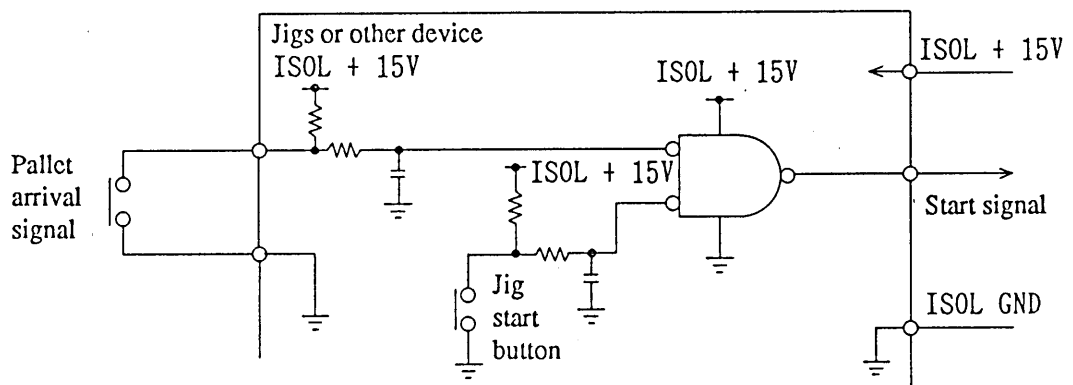 Jigs or other device
ISOL + 15V
ISOL + 15V
ISOL + 15V
Pallet
arrival
signal
ISOL + 15V
Start signal
Jig
start
button
ISOL GND